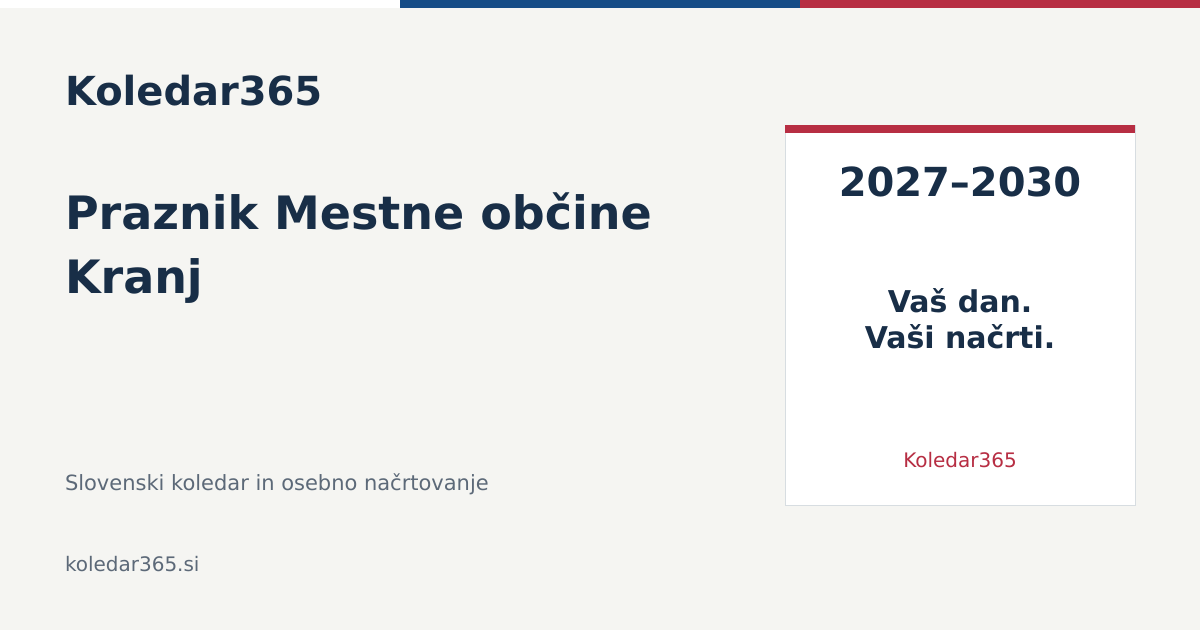 Koledar365
Praznik Mestne občine
Kranj
Slovenski koledar in osebno načrtovanje
koledar365.si
2027–2030
Vaš dan.
Vaši načrti.
Koledar365